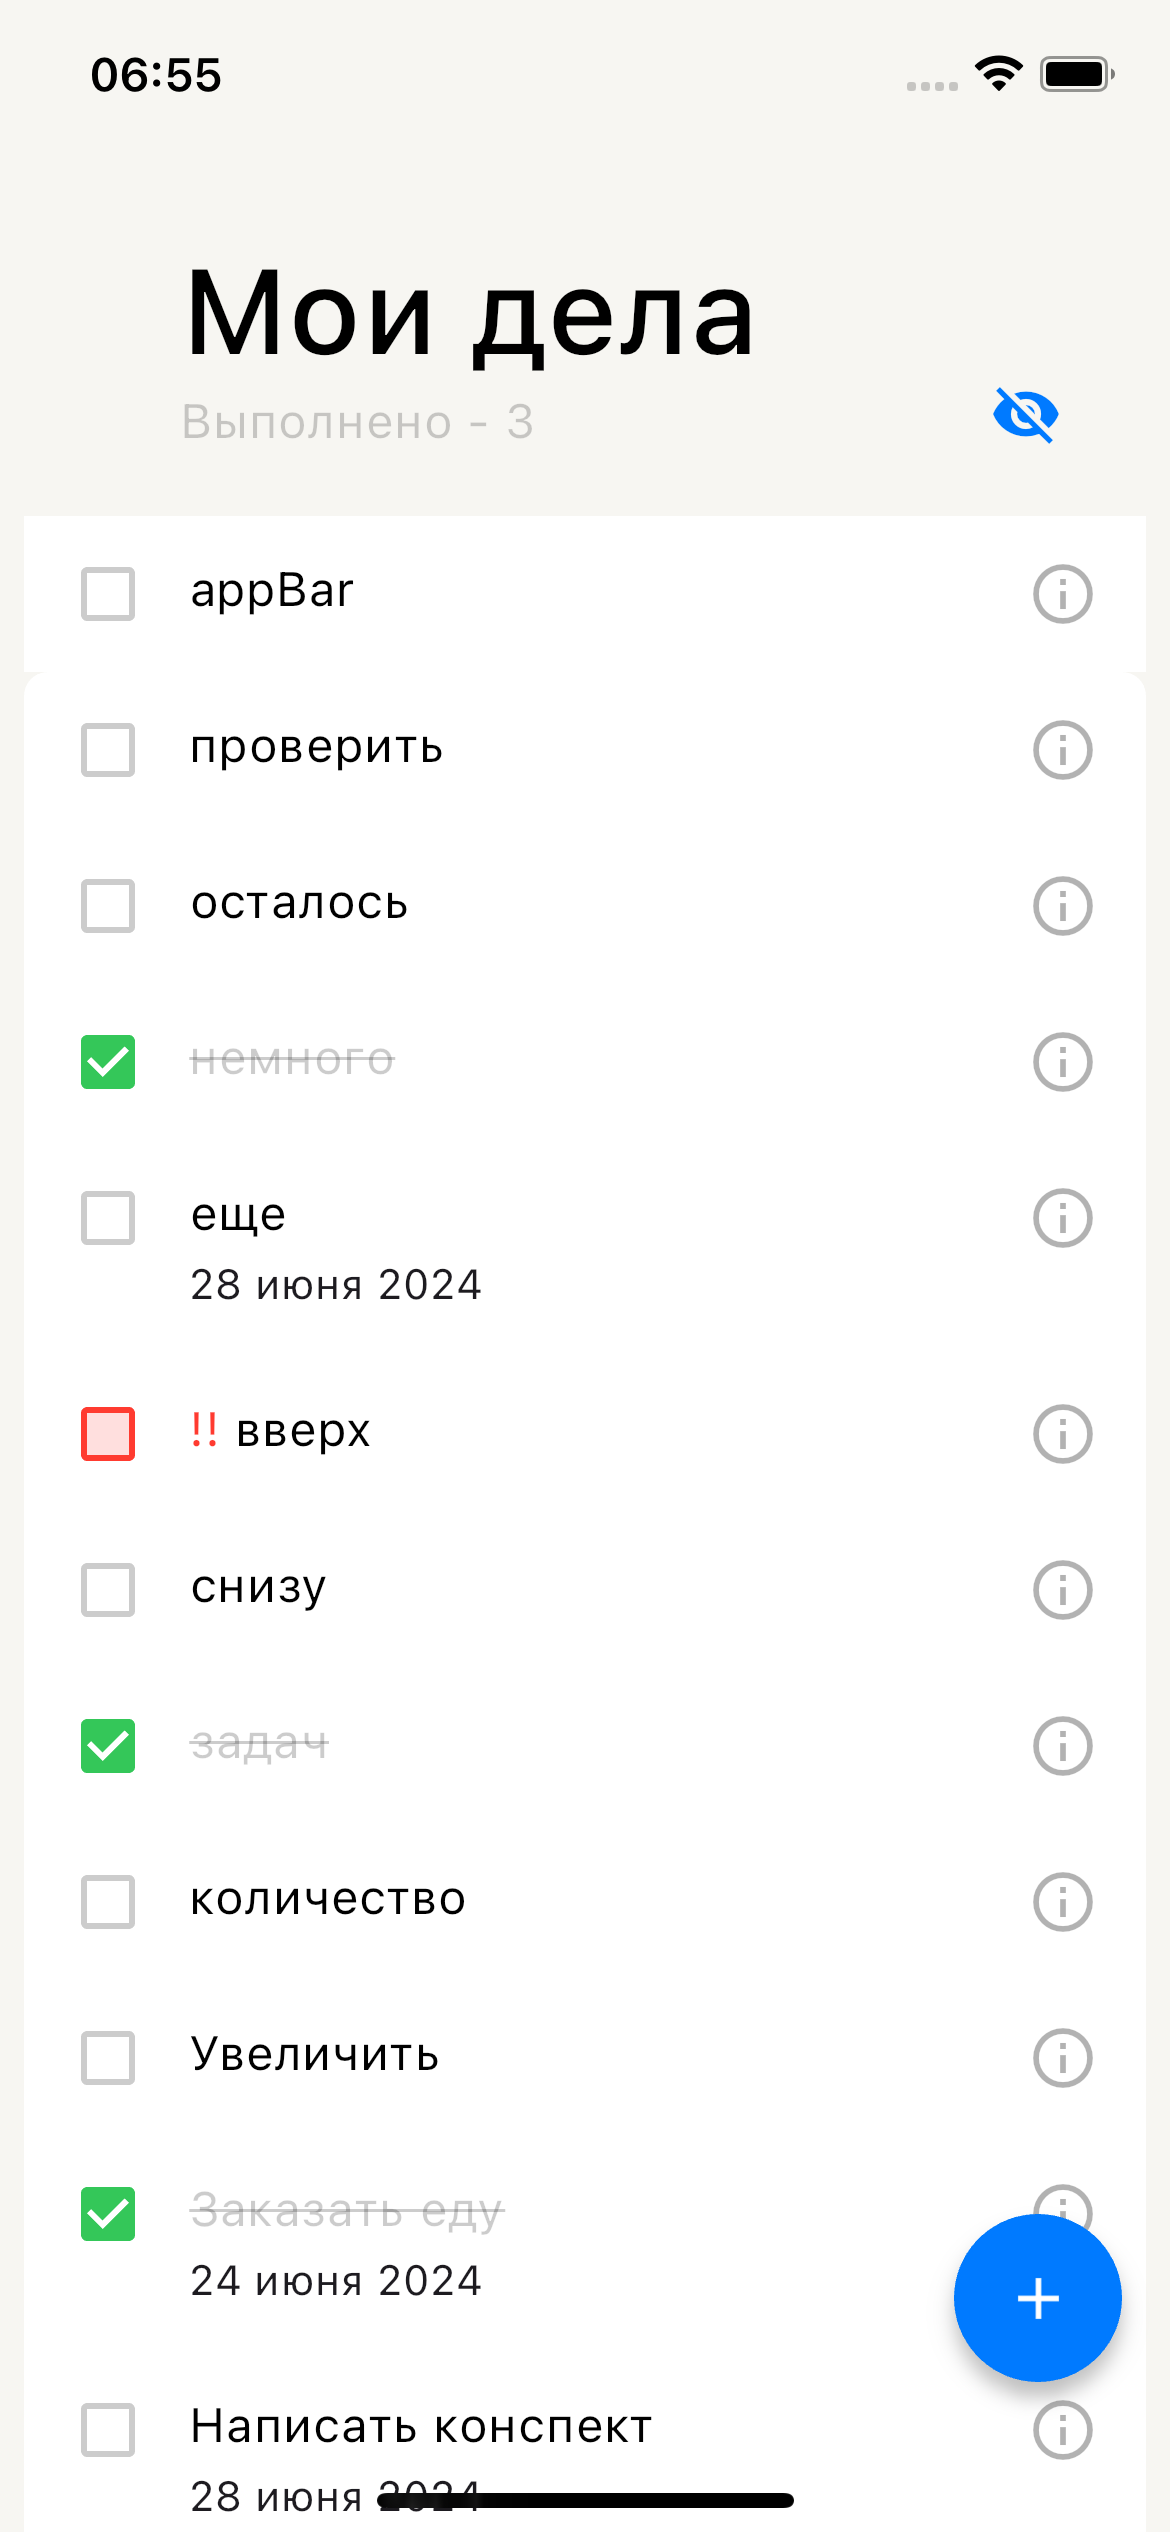 06:55
Мои дела
Выполнено - 3
appBar
проверить
осталось
немного
еще
28 июня 2024
!! вверх
снизу
задач
количество
Увеличить
Заказать еду
24 июня 2024
Написать конспект
28 июня 2024